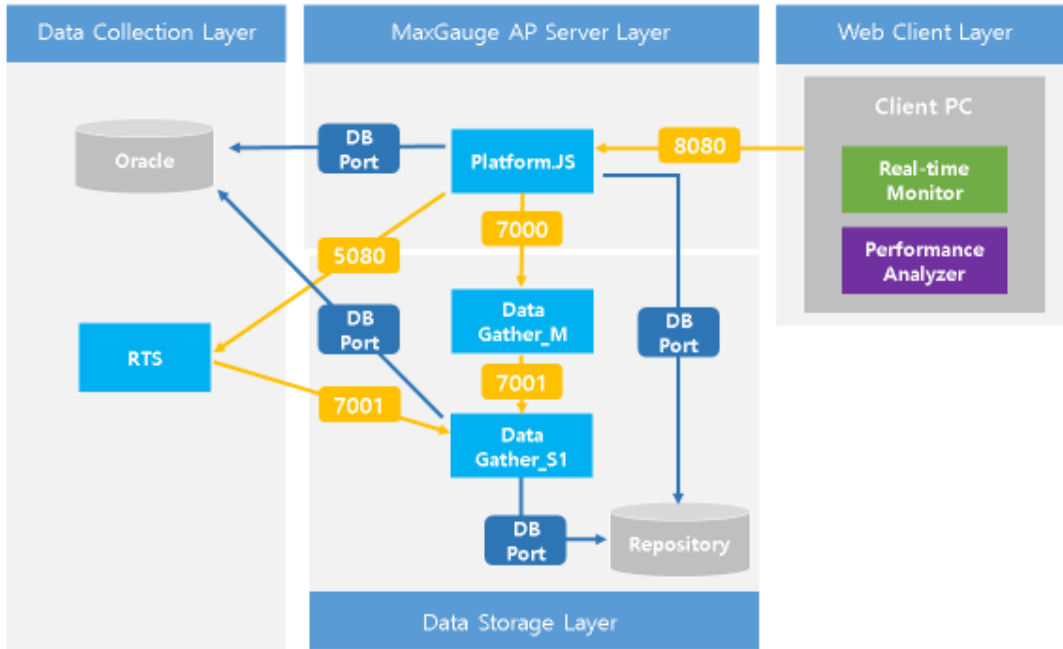 Data Collection Layer
MaxGauge AP Server Layer
Web Client Layer
Client PC
Oracle
DB
Port
Platform.JS
8080
Real-time
Monitor
7000
5080
Performance
Analyzer
DB
Port
Data
Gather_M
DB
Port
RTS
7001
7001
Data
Gather_S1
DB
Port
Repository
Data Storage Layer